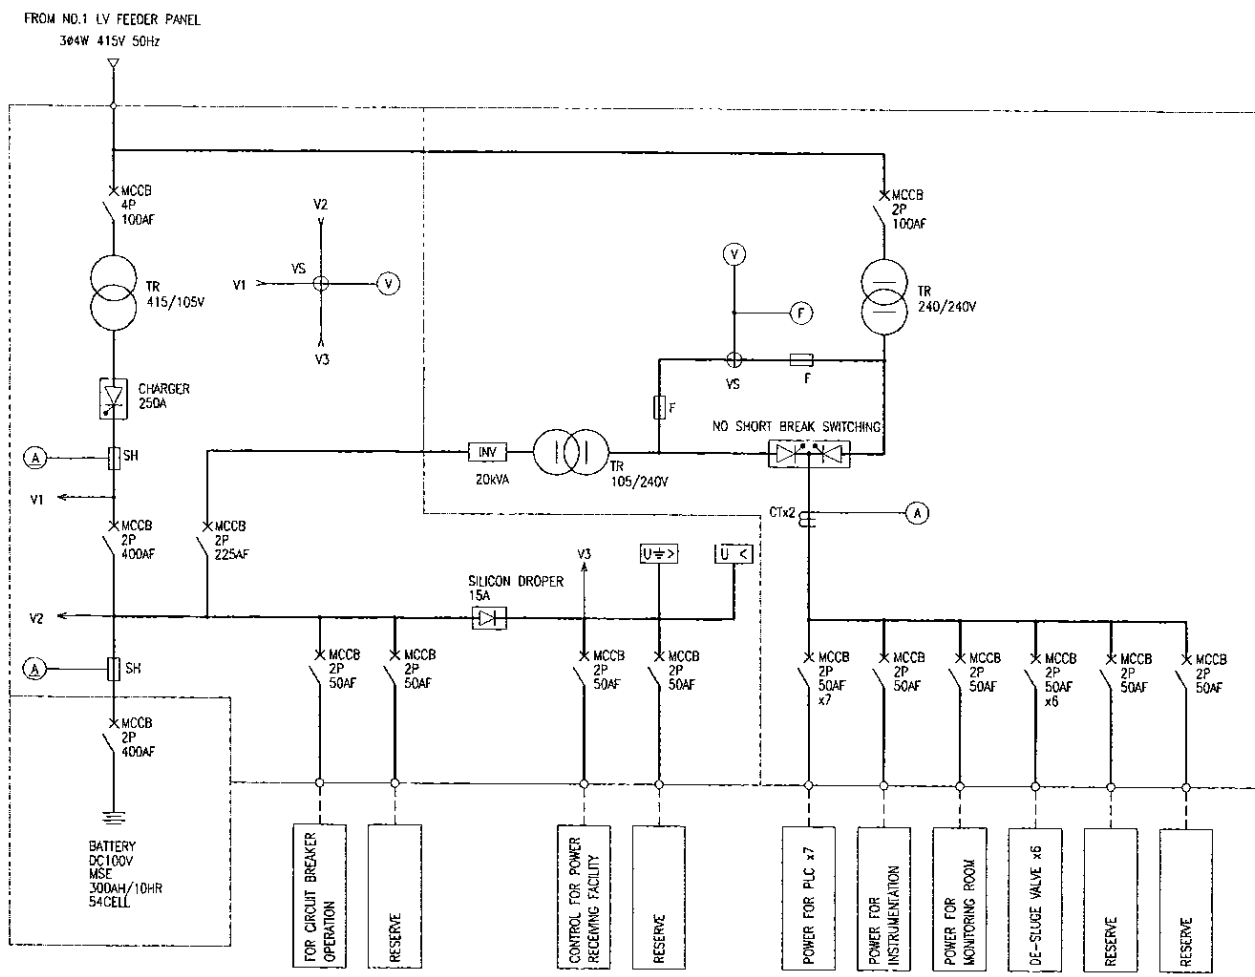 FROM NO.1 LV FEEDER PANEL
3φ4W 415V 50Hz
MCCB
4P
100AF
TR
415/105V
CHARGER
250A
A
SH
V1
MCCB
2P
400AF
MCCB
2P
225AF
V2
A
SH
MCCB
2P
400AF
BATTERY
DC100V
MSE
300AH/10HR
54CELL
V2
VS
V1
V
V3
INV
20kVA
TR
105/240V
F
V
F
VS
F
MCCB
2P
100AF
TR
240/240V
NO SHORT BREAK SWITCHING
CTx2
A
SILICON DROPER
15A
V3
U >
U <
MCCB
2P
50AF
MCCB
2P
50AF
MCCB
2P
50AF
MCCB
2P
50AF
MCCB
2P
50AF
x7
MCCB
2P
50AF
MCCB
2P
50AF
MCCB
2P
50AF
x6
MCCB
2P
50AF
MCCB
2P
50AF
FOR CIRCUIT BREAKER
OPERATION
RESERVE
CONTROL FOR POWER
RECEIVING FACILITY
RESERVE
POWER FOR PLC x7
POWER FOR
INSTRUMENTATION
POWER FOR
MONITORING ROOM
DE-SLUGE VALVE x6
RESERVE
RESERVE